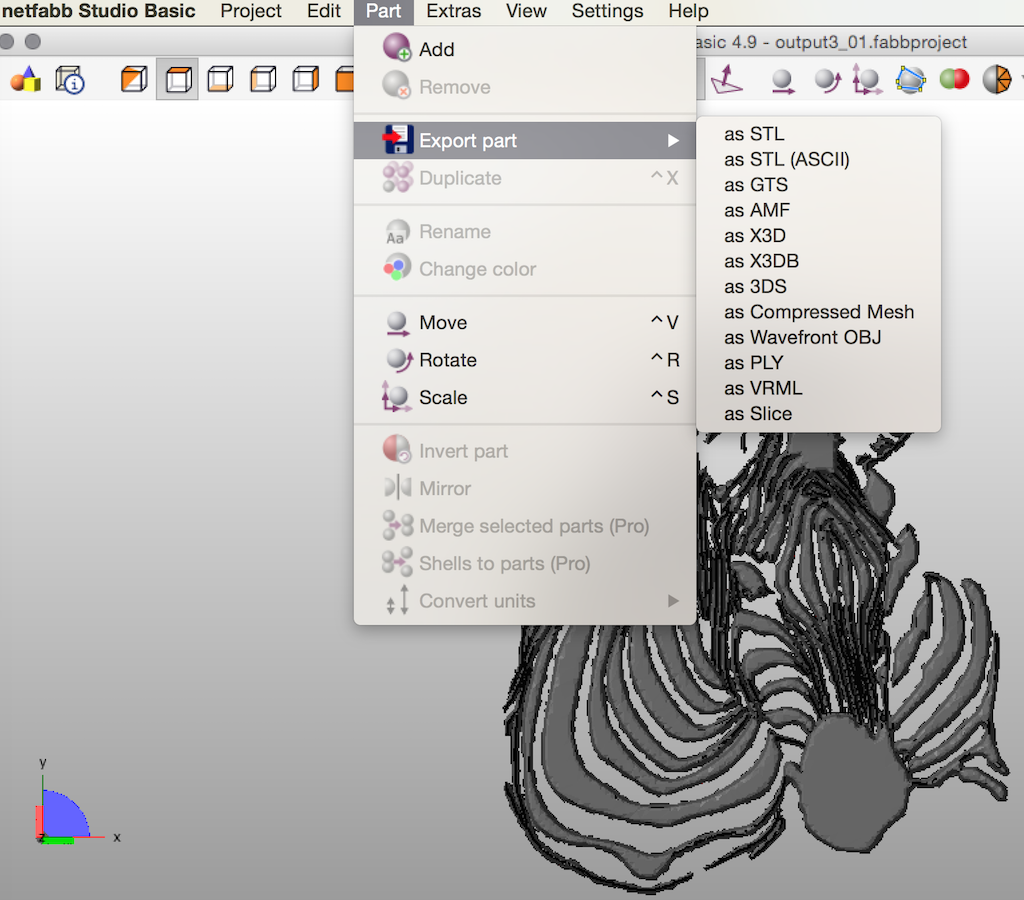 netfabb Studio Basic Project Edit Part Extras View Settings Help
asic 4.9 - output3_01.fabbproject
Add
Remove
Export part
Duplicate ^X
Aa Rename
Change color
Move ^V
Rotate ^R
Scale ^S
Invert part
Mirror
Merge selected parts (Pro)
Shells to parts (Pro)
Convert units
as STL
as STL (ASCII)
as GTS
as AMF
as X3D
as X3DB
as 3DS
as Compressed Mesh
as Wavefront OBJ
as PLY
as VRML
as Slice
y
z
x